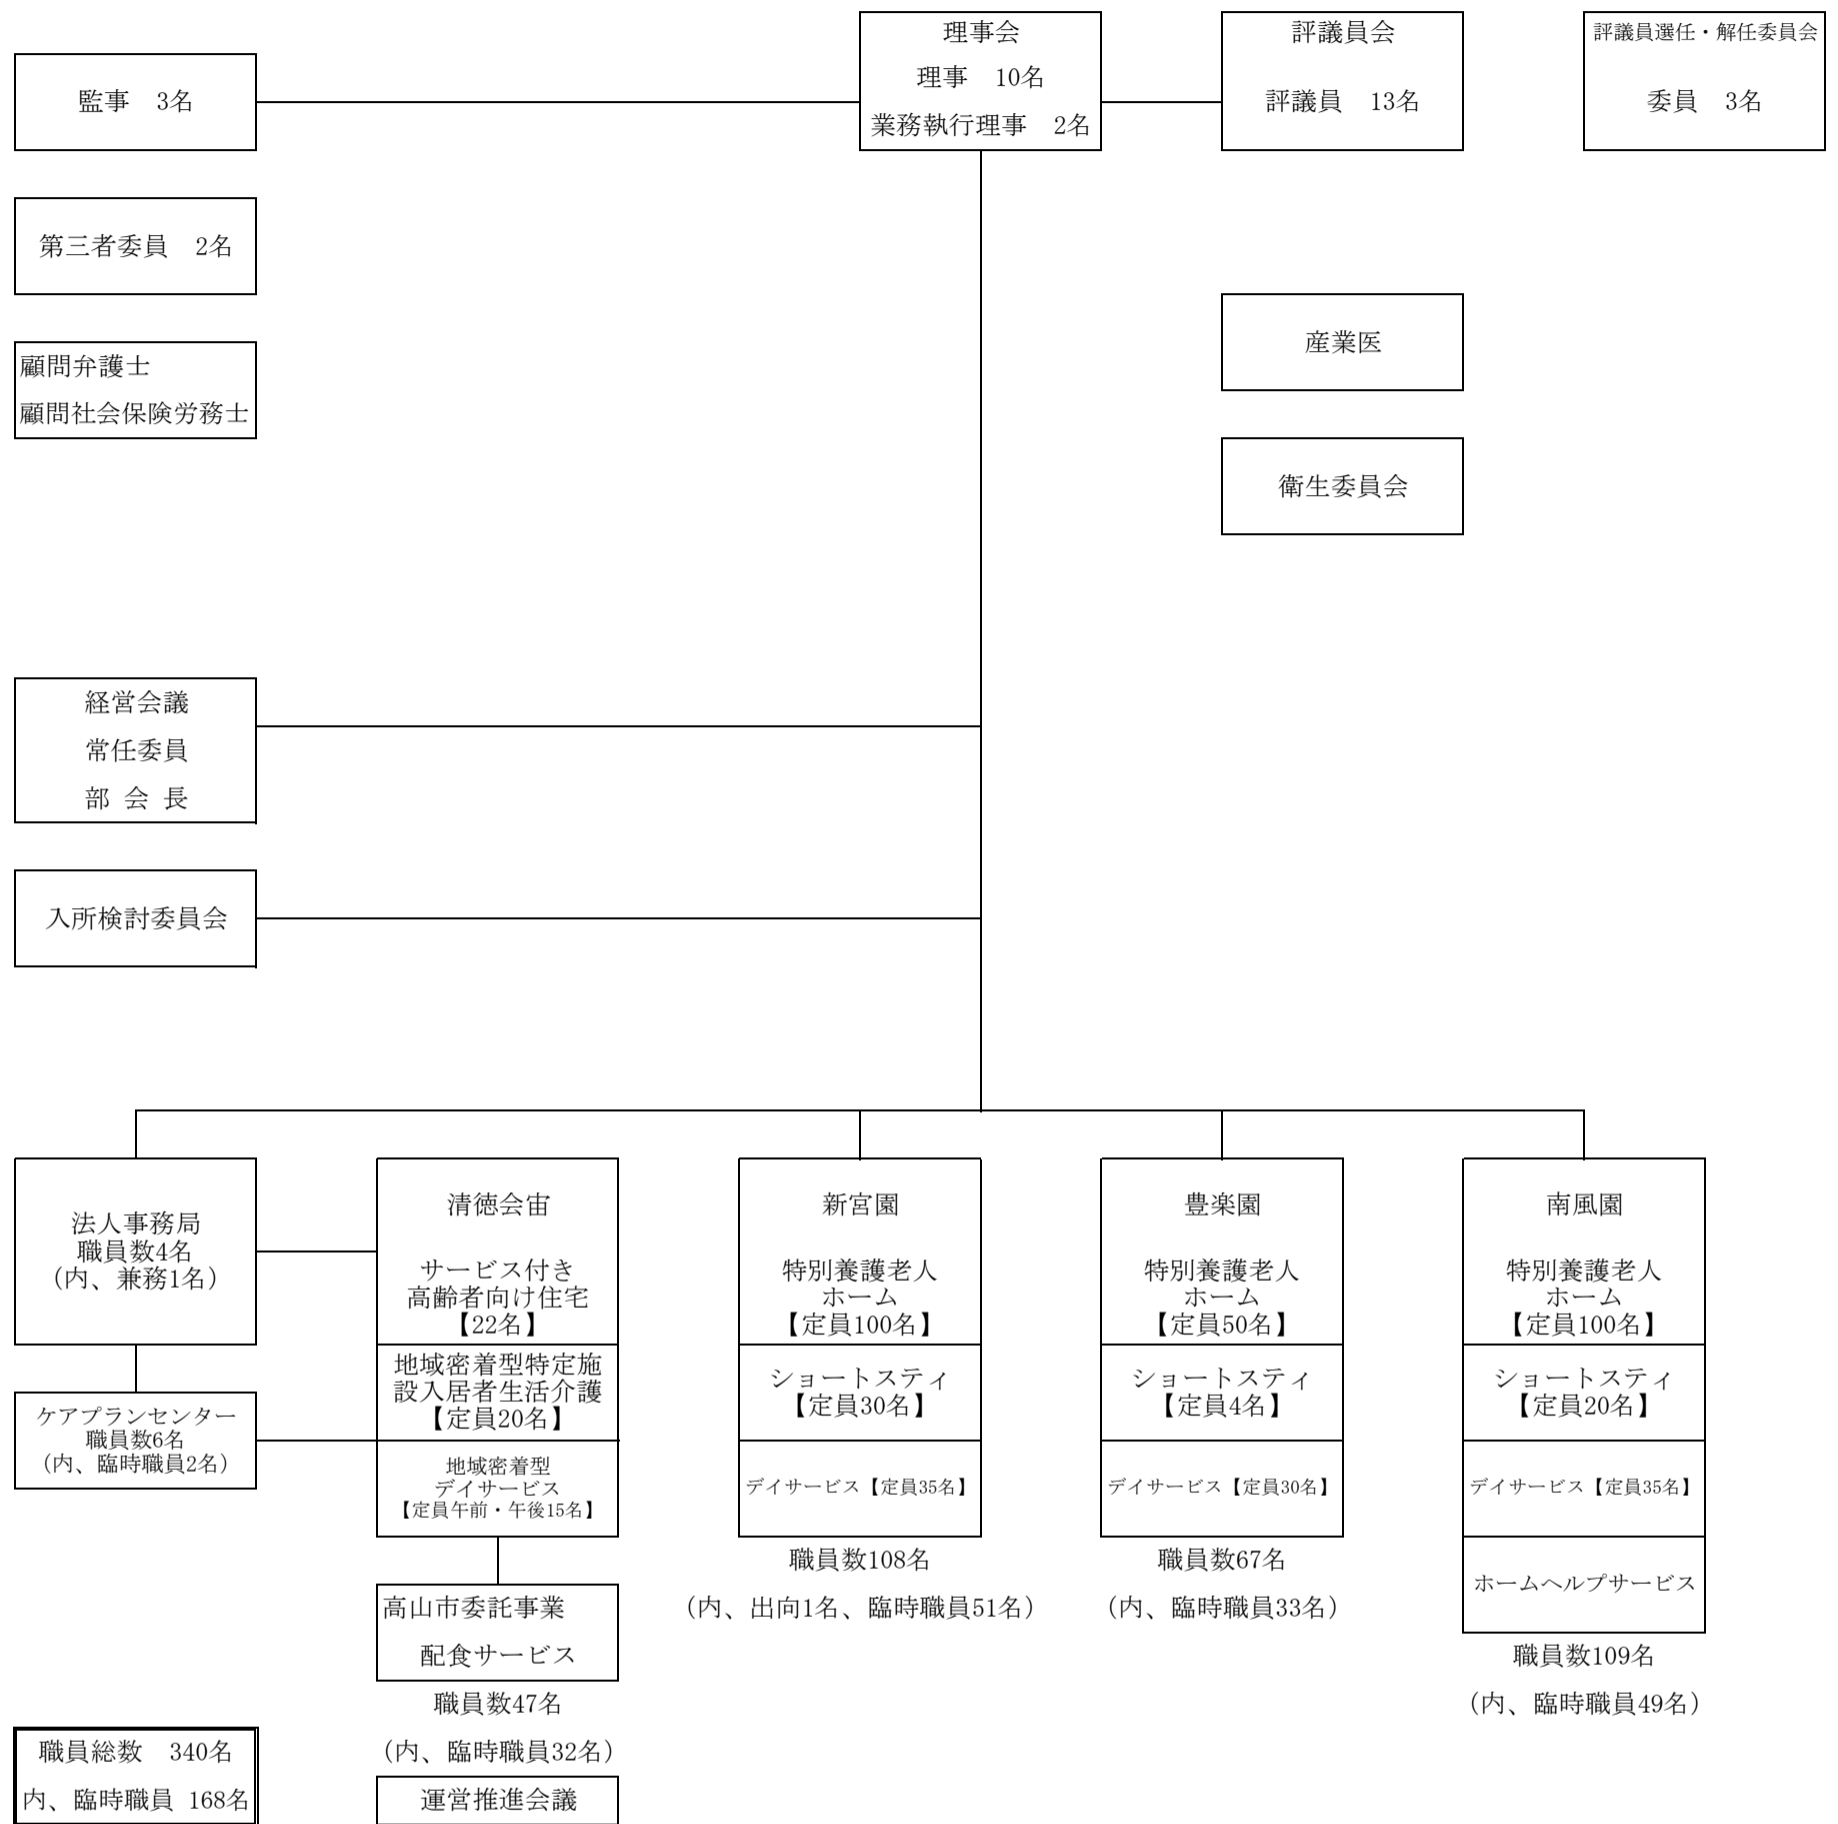 理事会
理事　10名
業務執行理事　2名
評議員会
評議員　13名
評議員選任・解任委員会
委員　3名
監事　3名
第三者委員　2名
顧問弁護士
顧問社会保険労務士
産業医
衛生委員会
経営会議
常任委員
部 会 長
入所検討委員会
法人事務局
職員数4名
（内、兼務1名）
ケアプランセンター
職員数6名
（内、臨時職員2名）
清徳会宙
サービス付き
高齢者向け住宅
【22名】
地域密着型特定施
設入居者生活介護
【定員20名】
地域密着型
デイサービス
【定員午前・午後15名】
高山市委託事業
配食サービス
職員数47名
（内、臨時職員32名）
運営推進会議
新宮園
特別養護老人
ホーム
【定員100名】
ショートスティ
【定員30名】
デイサービス【定員35名】
職員数108名
（内、出向1名、臨時職員51名）
豊楽園
特別養護老人
ホーム
【定員50名】
ショートスティ
【定員4名】
デイサービス【定員30名】
職員数67名
（内、臨時職員33名）
南風園
特別養護老人
ホーム
【定員100名】
ショートスティ
【定員20名】
デイサービス【定員35名】
ホームヘルプサービス
職員数109名
（内、臨時職員49名）
職員総数　340名
内、臨時職員 168名